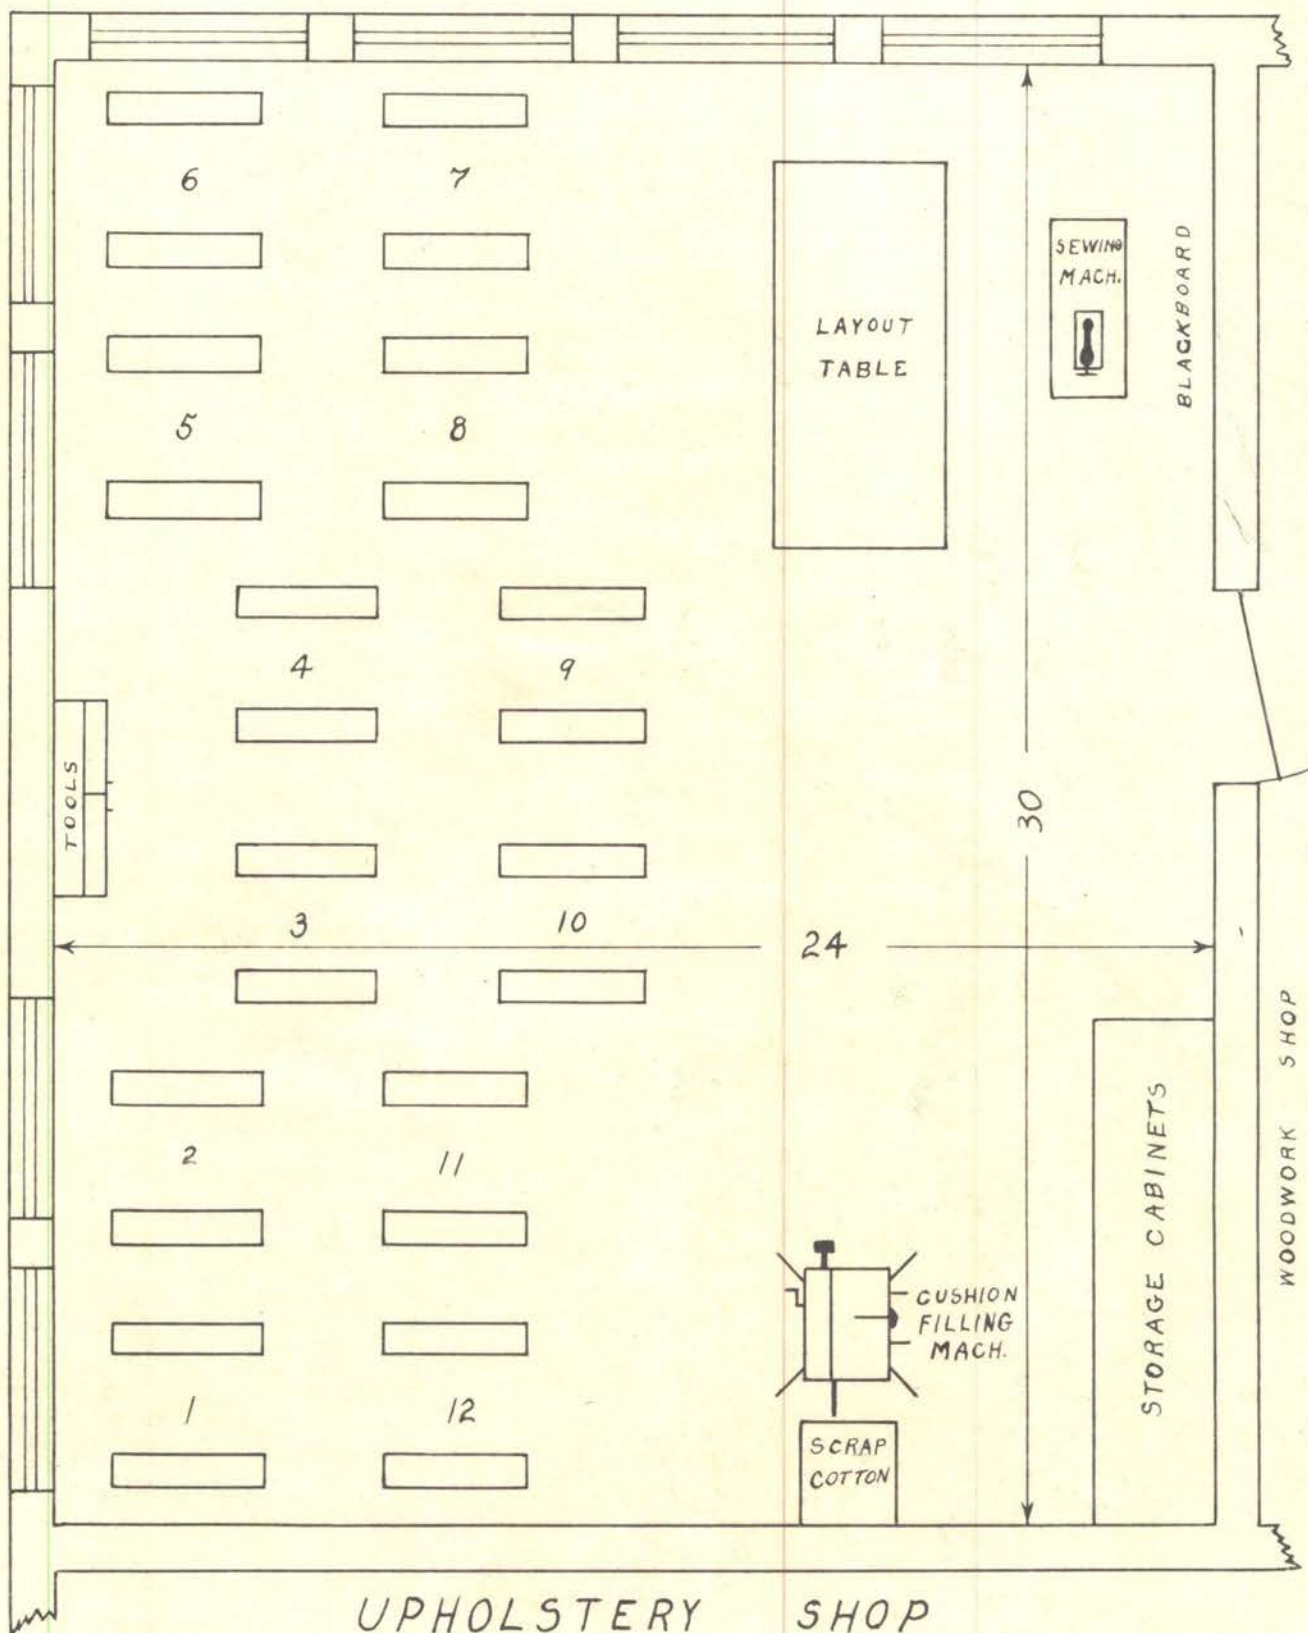 6
7
SEWING
MACH.
BLACKBOARD
LAYOUT
TABLE
5
8
4
9
TOOLS
30
3
10
24
WOODWORK SHOP
STORAGE CABINETS
2
11
CUSHION
FILLING
MACH.
1
12
SCRAP
COTTON
UPHOLSTERY SHOP